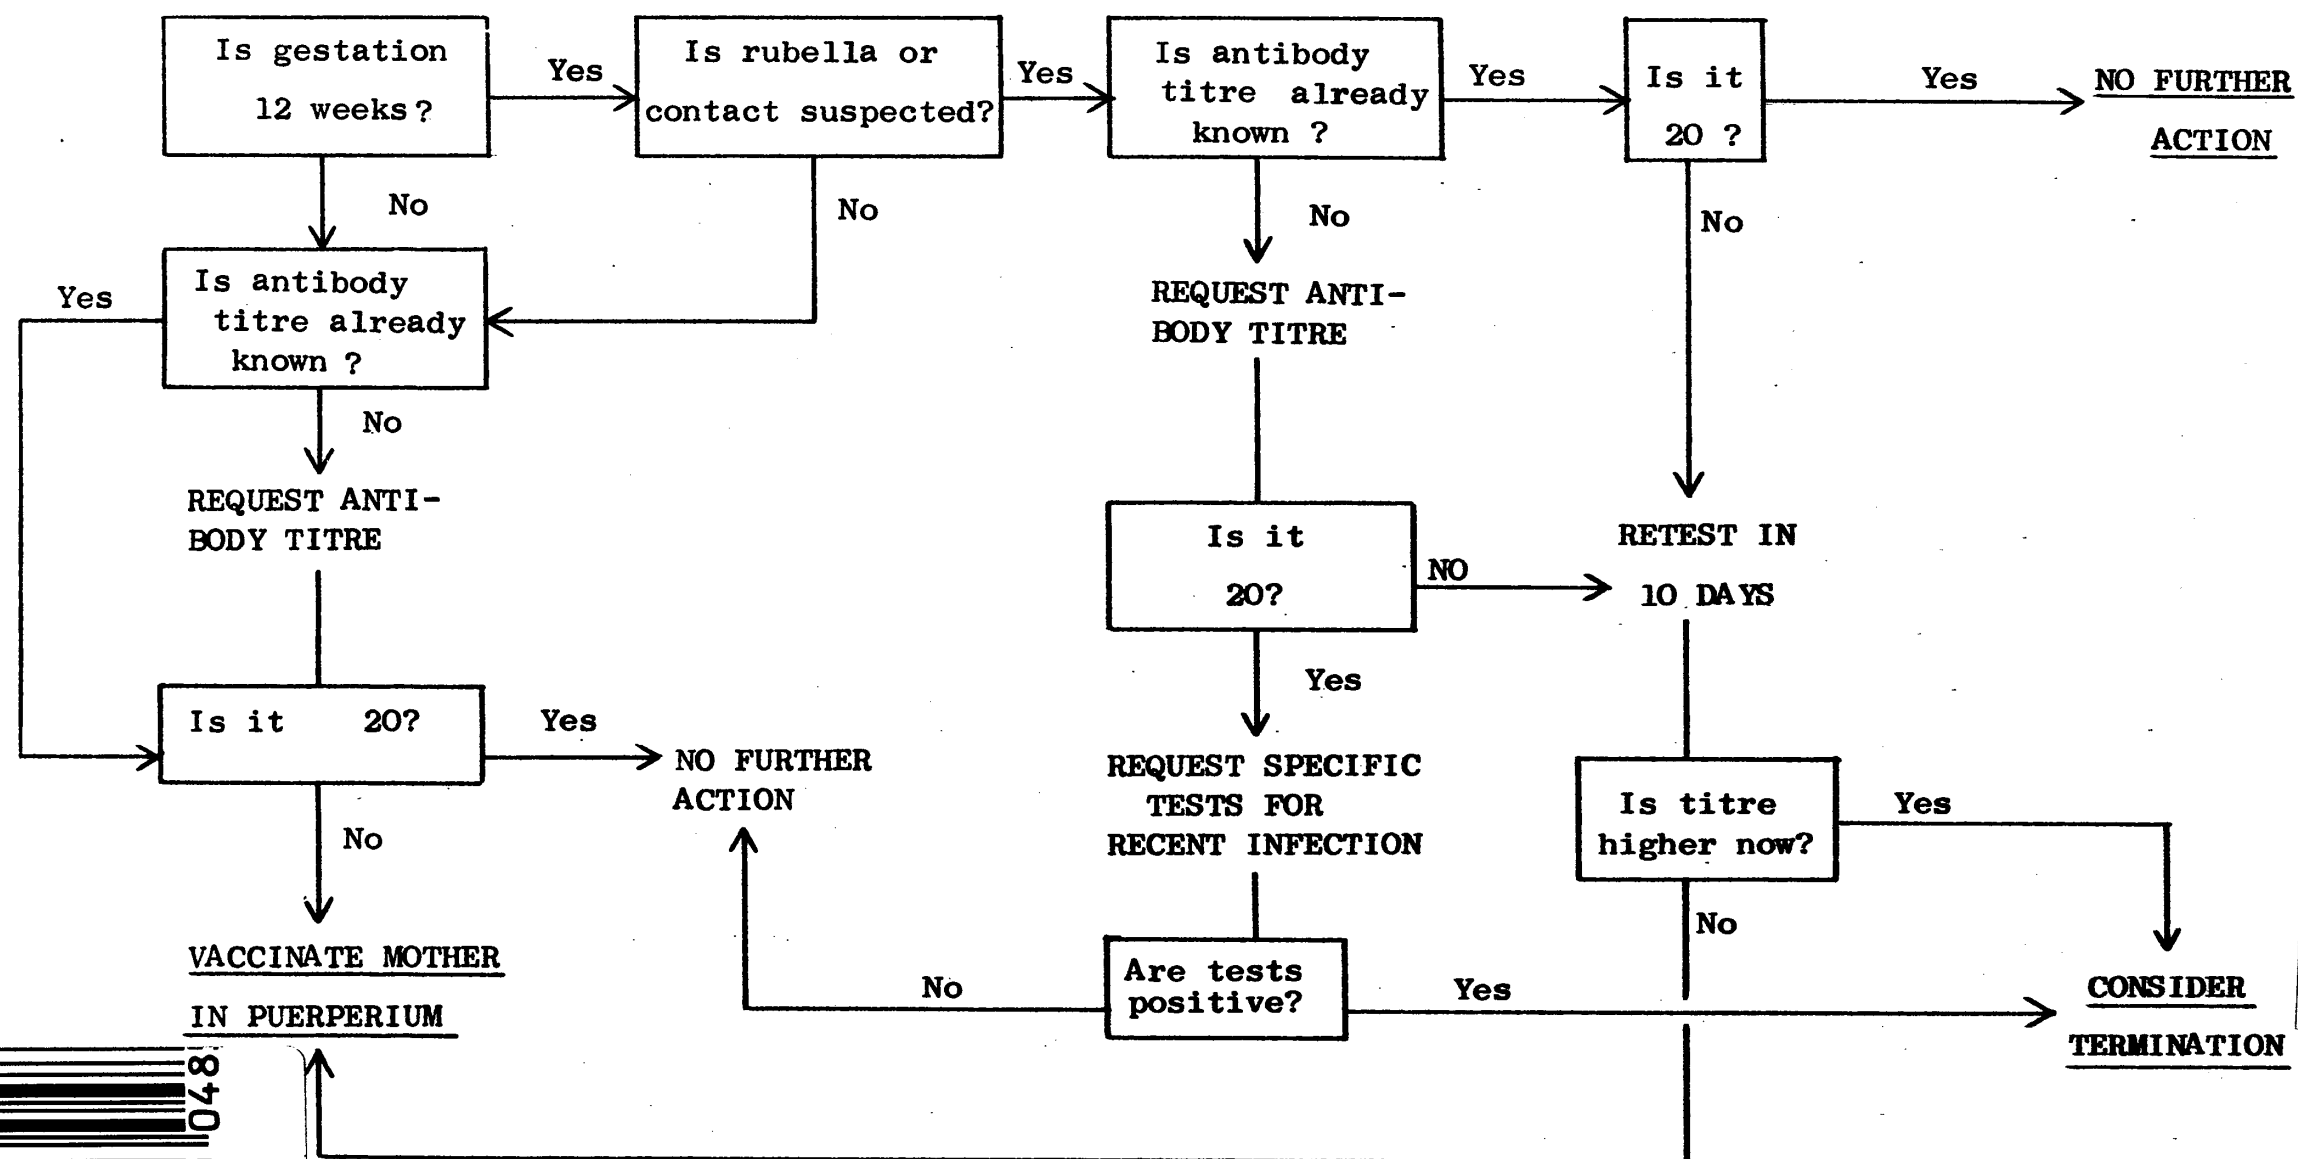 Is gestation
12 weeks?
Yes
Is rubella or
contact suspected?
Yes
Is antibody
titre already
known ?
Yes
Is it
20 ?
Yes
NO FURTHER
ACTION
No
No
No
No
Yes
Is antibody
titre already
known ?
REQUEST ANTI-
BODY TITRE
No
REQUEST ANTI-
BODY TITRE
Is it
20?
NO
RETEST IN
10 DAYS
Yes
Is it 20?
Yes
NO FURTHER
ACTION
No
REQUEST SPECIFIC
TESTS FOR
RECENT INFECTION
Is titre
higher now?
Yes
No
VACCINATE MOTHER
IN PUERPERIUM
No
Are tests
positive?
Yes
CONSIDER
TERMINATION
048